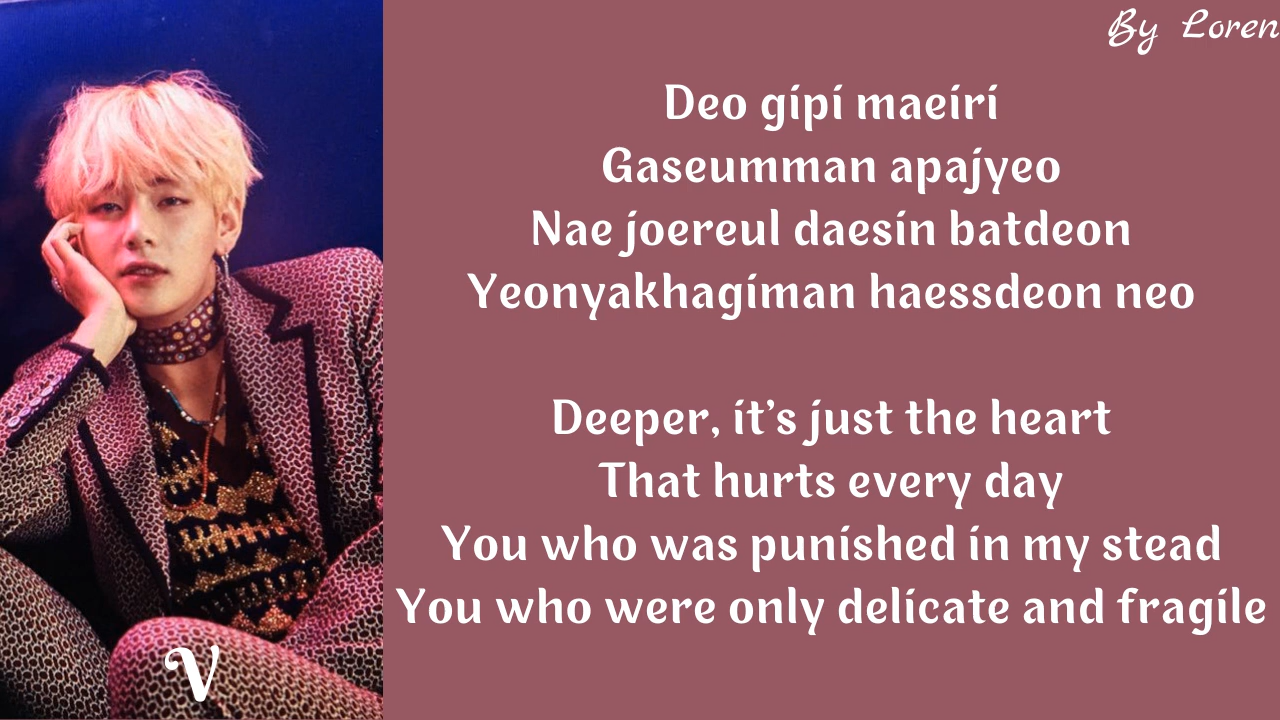 By Loren
Deo gipi maeiri
Gaseumman apajyeo
Nae joereul daesin batdeon
Yeonyakhagiman haessdeon neo
Deeper, it’s just the heart
That hurts every day
You who was punished in my stead
You who were only delicate and fragile
V